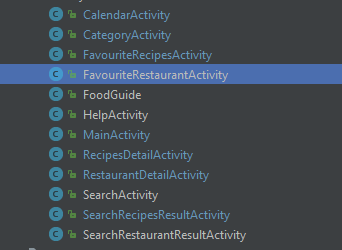 CalendarActivity
CategoryActivity
FavouriteRecipesActivity
FavouriteRestaurantActivity
FoodGuide
HelpActivity
MainActivity
RecipesDetailActivity
RestaurantDetailActivity
SearchActivity
SearchRecipesResultActivity
SearchRestaurantResultActivity